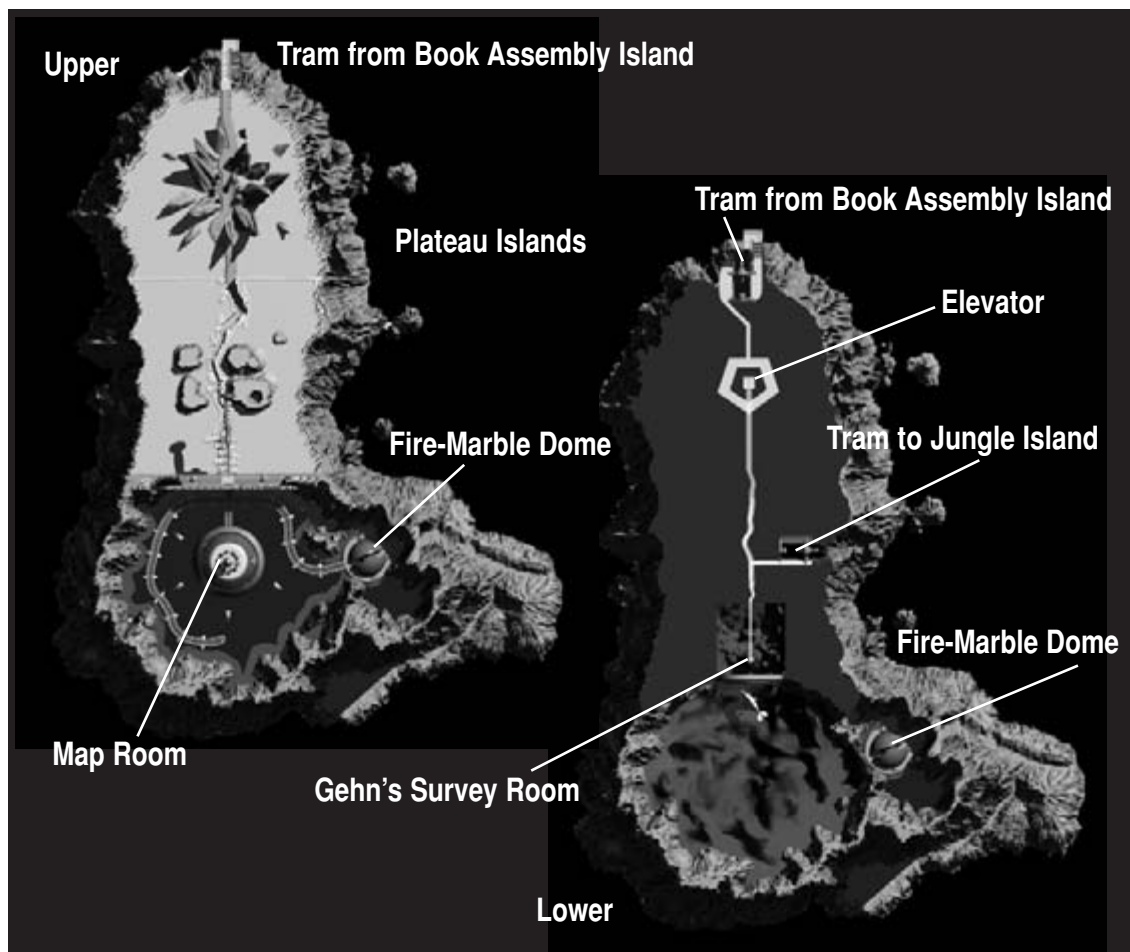 Upper
Tram from Book Assembly Island
Plateau Islands
Fire-Marble Dome
Map Room
Tram from Book Assembly Island
Elevator
Tram to Jungle Island
Fire-Marble Dome
Gehn’s Survey Room
Lower